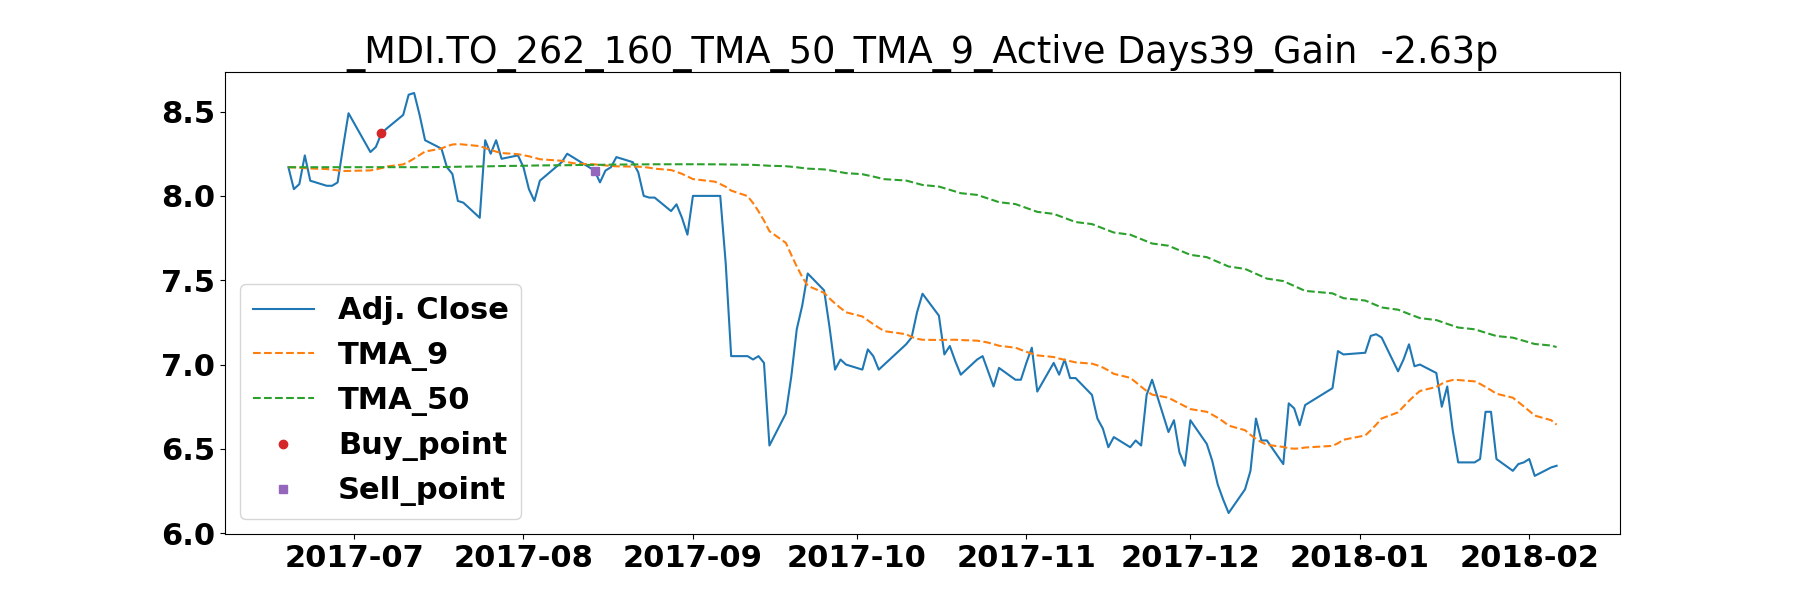 _MDI.TO_262_160_TMA_50_TMA_9_Active Days39_Gain  -2.63p
8.5
8.0
7.5
7.0
6.5
6.0
Adj. Close
TMA_9
TMA_50
Buy_point
Sell_point
2017-07 2017-08 2017-09 2017-10 2017-11 2017-12 2018-01 2018-02